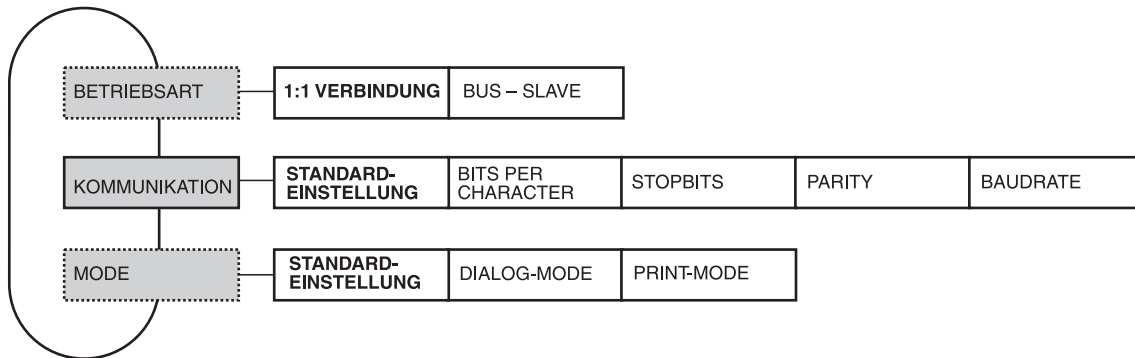 BETRIEBSART
1:1 VERBINDUNG
BUS – SLAVE
KOMMUNIKATION
STANDARD-
EINSTELLUNG
BITS PER
CHARACTER
STOPBITS
PARITY
BAUDRATE
MODE
STANDARD-
EINSTELLUNG
DIALOG-MODE
PRINT-MODE